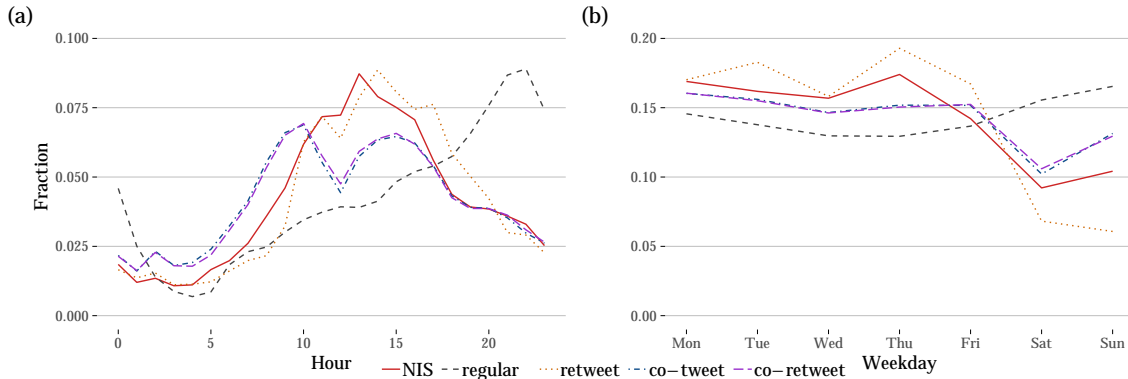 (a)
(b)
Fraction
0.100
0.075
0.050
0.025
0.000
0 5 10 15 20
Hour
0.20
0.15
0.10
0.05
0.00
Mon Tue Wed Thu Fri Sat Sun
Weekday
NIS regular retweet co-tweet co-retweet